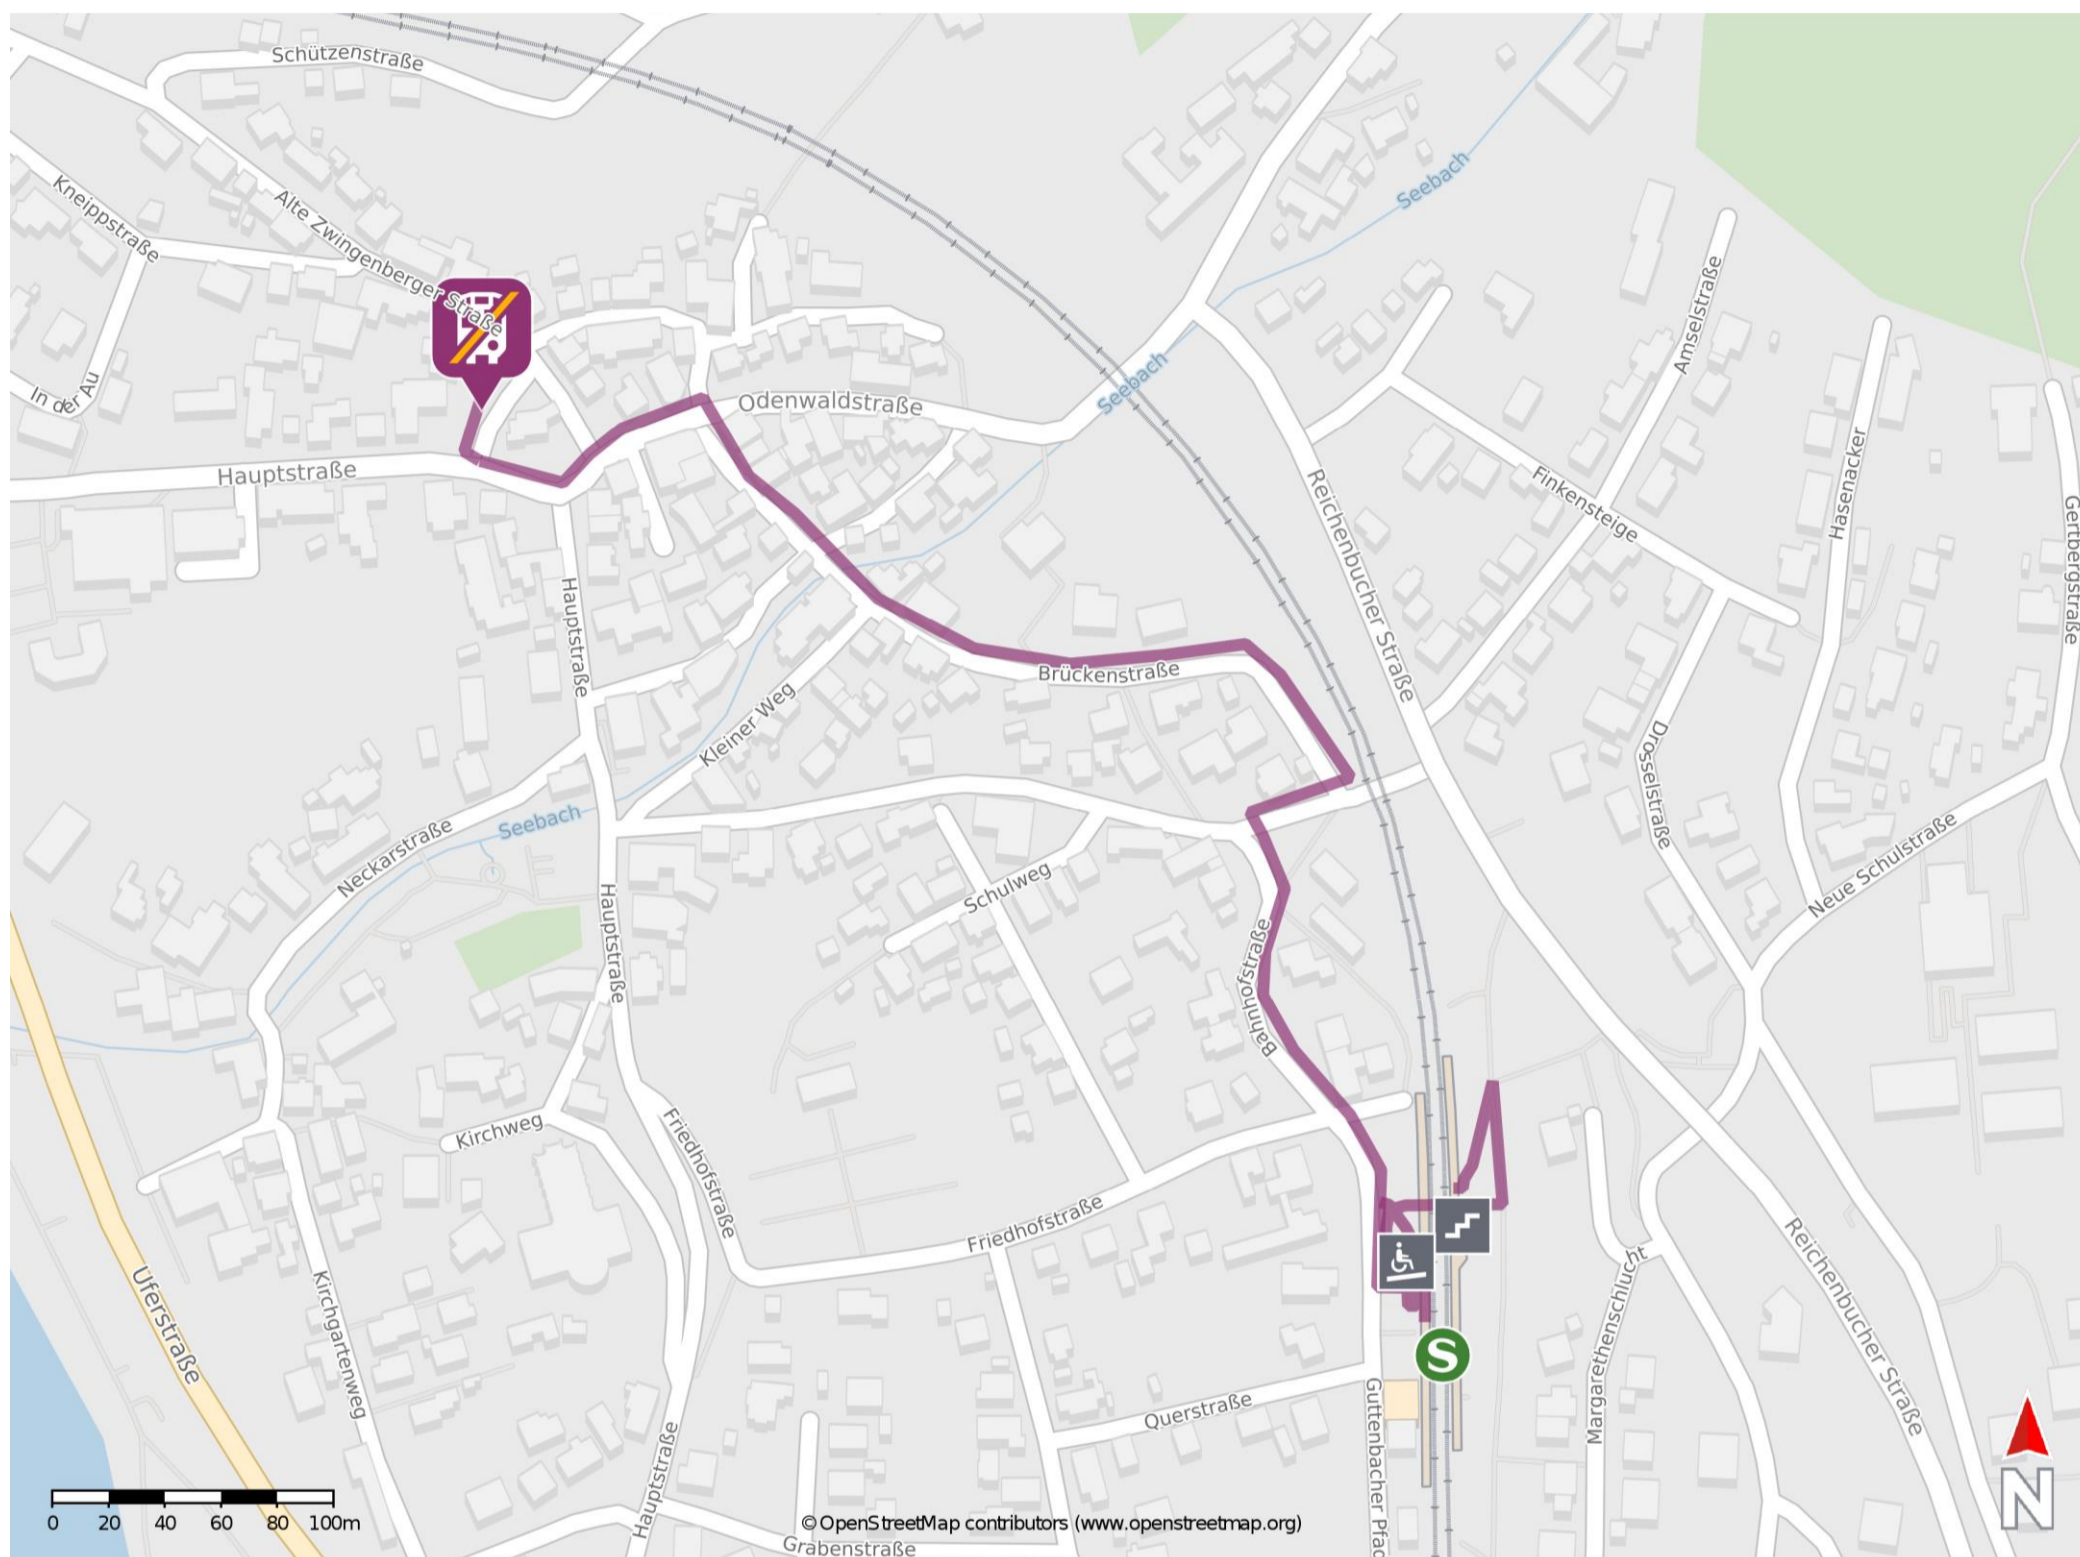 Schützenstraße
Kneippstraße
Alte Zwingenberger Straße
Seebach
Amselstraße
In der Au
Hauptstraße
Odenwaldstraße
Seebach
Hasenacker
Finkensteige
Reichenbucher Straße
Gertbergstraße
Hauptstraße
Brückenstraße
Kleiner Weg
Drosselstraße
Seebach
Neckarstraße
Schulweg
Neue Schulstraße
Hauptstraße
Bahnhofstraße
Kirchweg
Friedhofstraße
Friedhofstraße
Uferstraße
Kirchgartenweg
Margarethenschlucht
Reichenbucher Straße
S
Querstraße
Guttenbacher Pfad
Hauptstraße
N
0 20 40 60 80 100m
© OpenStreetMap contributors (www.openstreetmap.org)
Grabenstraße